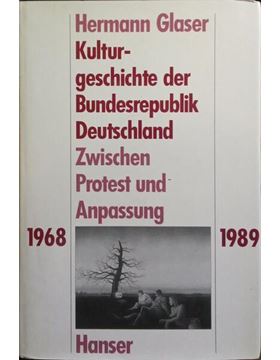 Hermann Glaser
Kultur-
geschichte der
Bundesrepublik
Deutschland
Zwischen
Protest und
Anpassung
1968 1989
Hanser